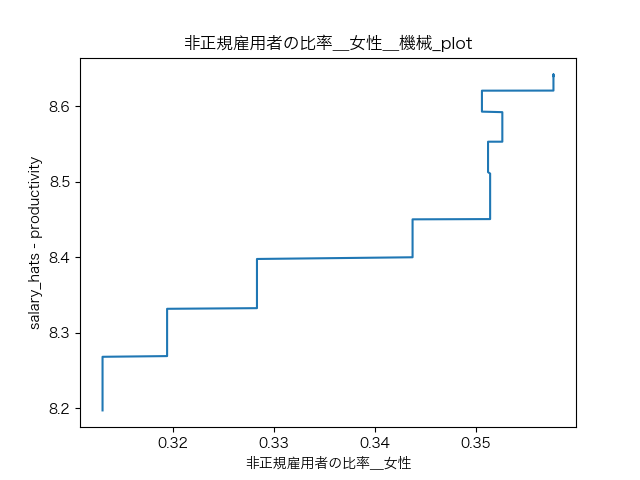 非正規雇用者の比率__女性__機械_plot
8.6
8.5
8.4
8.3
8.2
salary_hats - productivity
0.32 0.33 0.34 0.35
非正規雇用者の比率__女性